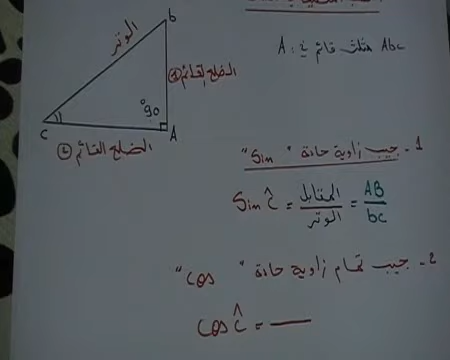 Abc مثلث قائم في A:
b
الوتر
الضلع القائم ①
90°
c
A
الضلع القائم ②
1- جيب زاوية حادة "Sin"
Sin Ĉ = المقابل / الوتر = AB / bc
2- جيب تمام زاوية حادة "cos"
cos Ĉ =